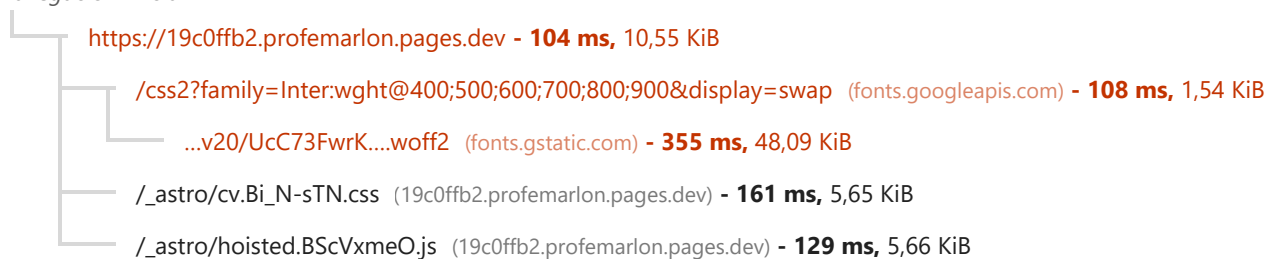 https://19c0ffb2.profemarlon.pages.dev - 104 ms, 10,55 KiB
/css2?family=Inter:wght@400;500;600;700;800;900&display=swap (fonts.googleapis.com) - 108 ms, 1,54 KiB
...v20/UcC73FwrK....woff2 (fonts.gstatic.com) - 355 ms, 48,09 KiB
/_astro/cv.Bi_N-sTN.css (19c0ffb2.profemarlon.pages.dev) - 161 ms, 5,65 KiB
/_astro/hoisted.BScVxmeO.js (19c0ffb2.profemarlon.pages.dev) - 129 ms, 5,66 KiB